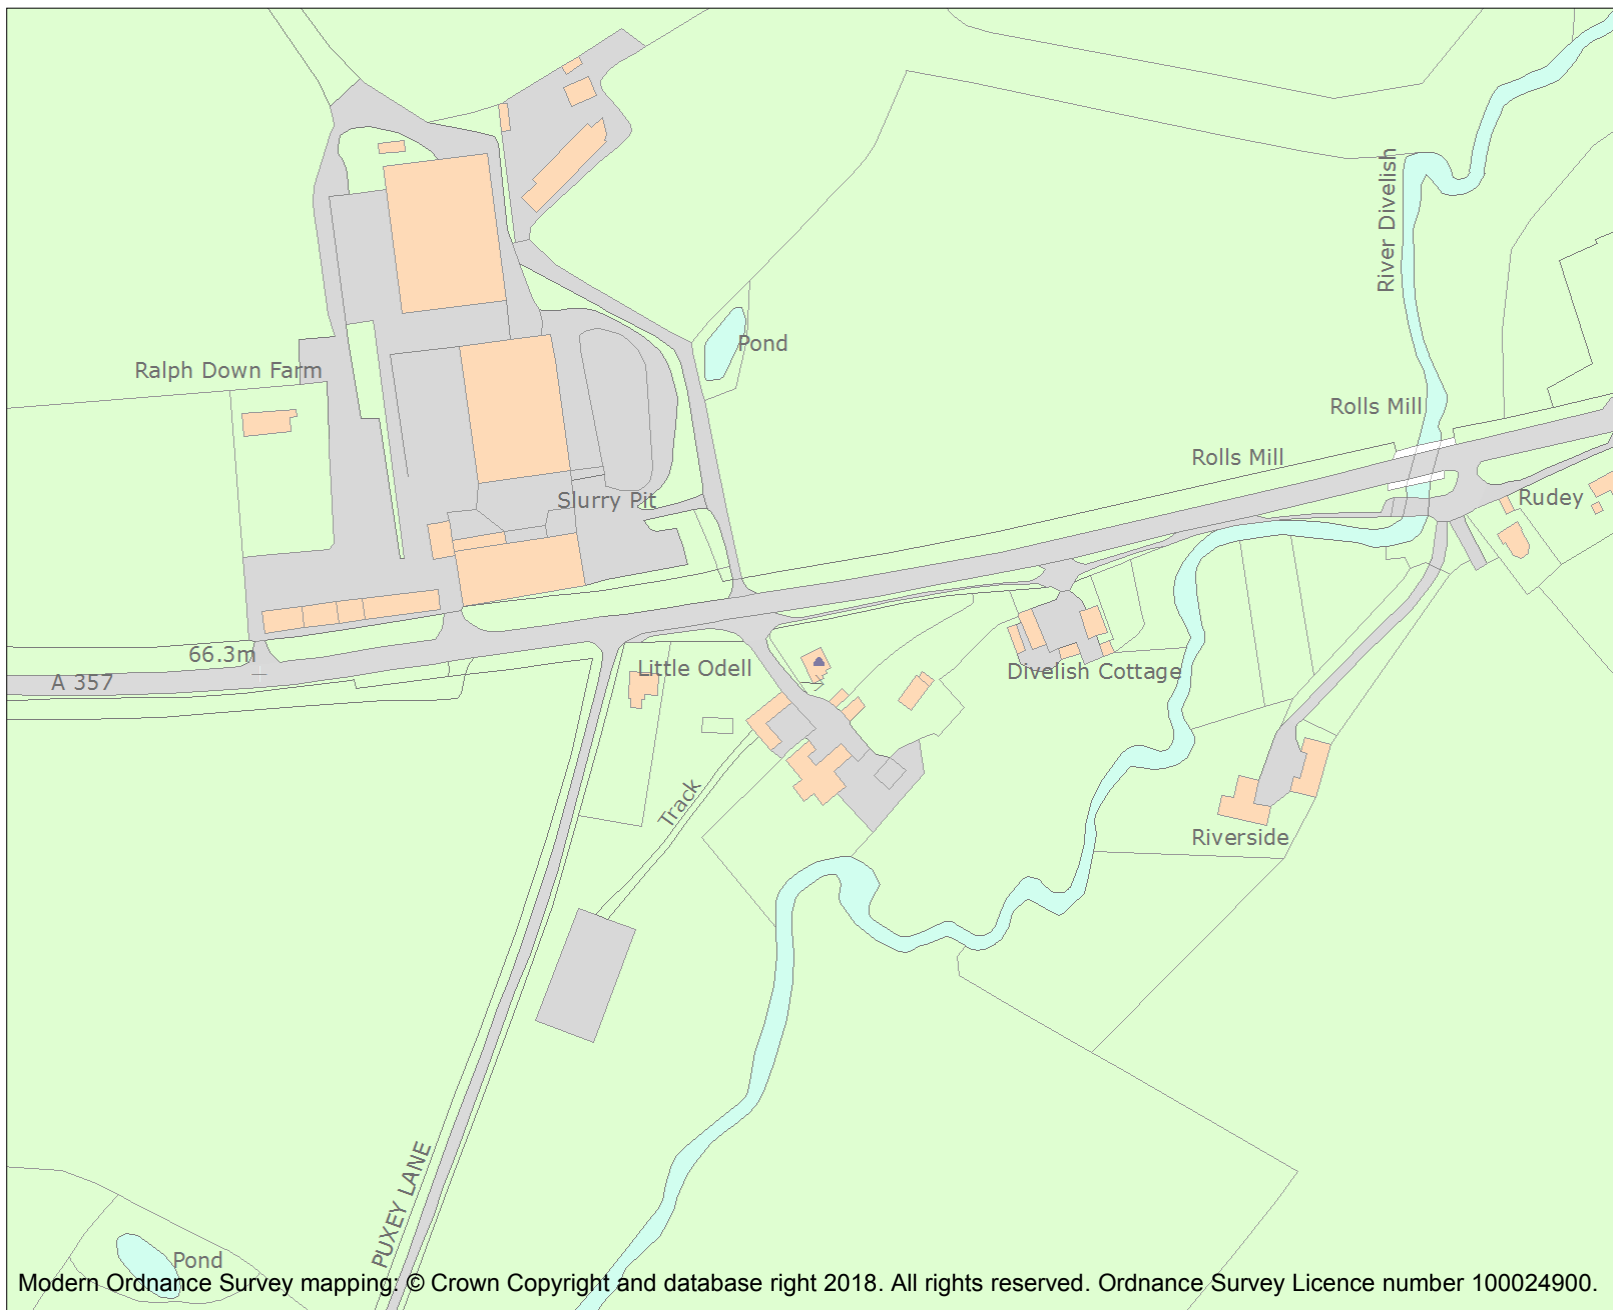 River Divelish
Pond
Ralph Down Farm
Rolls Mill
Rolls Mill
Slurry Pit
Rudey
66.3m
A 357
Little Odell
Divelish Cottage
Track
Riverside
PUXEY LANE
Pond
Modern Ordnance Survey mapping: © Crown Copyright and database right 2018. All rights reserved. Ordnance Survey Licence number 100024900.